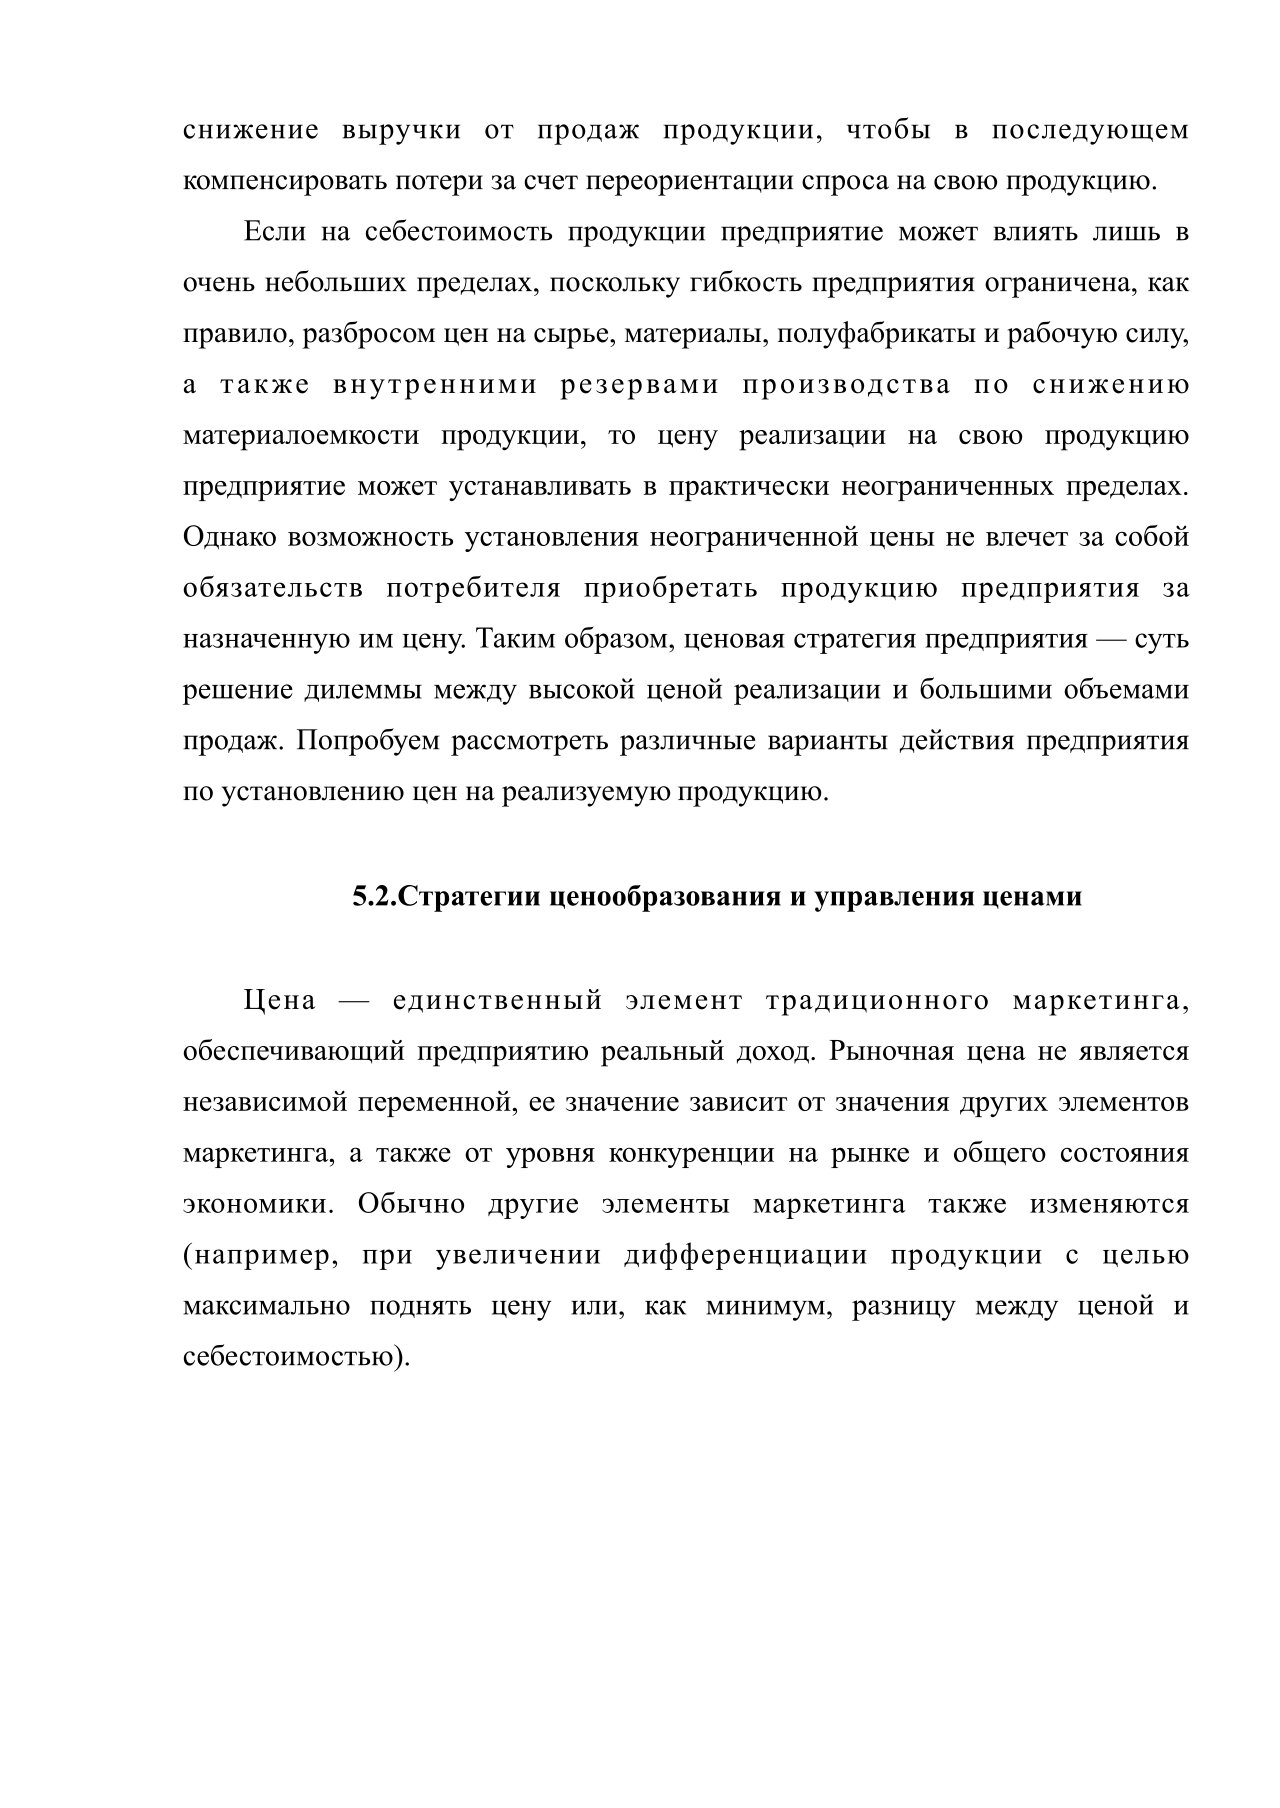 снижение выручки от продаж продукции, чтобы в последующем
компенсировать потери за счет переориентации спроса на свою продукцию.
Если на себестоимость продукции предприятие может влиять лишь в
очень небольших пределах, поскольку гибкость предприятия ограничена, как
правило, разбросом цен на сырье, материалы, полуфабрикаты и рабочую силу,
а также внутренними резервами производства по снижению
материалоемкости продукции, то цену реализации на свою продукцию
предприятие может устанавливать в практически неограниченных пределах.
Однако возможность установления неограниченной цены не влечет за собой
обязательств потребителя приобретать продукцию предприятия за
назначенную им цену. Таким образом, ценовая стратегия предприятия — суть
решение дилеммы между высокой ценой реализации и большими объемами
продаж. Попробуем рассмотреть различные варианты действия предприятия
по установлению цен на реализуемую продукцию.
5.2.Стратегии ценообразования и управления ценами
Цена — единственный элемент традиционного маркетинга,
обеспечивающий предприятию реальный доход. Рыночная цена не является
независимой переменной, ее значение зависит от значения других элементов
маркетинга, а также от уровня конкуренции на рынке и общего состояния
экономики. Обычно другие элементы маркетинга также изменяются
(например, при увеличении дифференциации продукции с целью
максимально поднять цену или, как минимум, разницу между ценой и
себестоимостью).